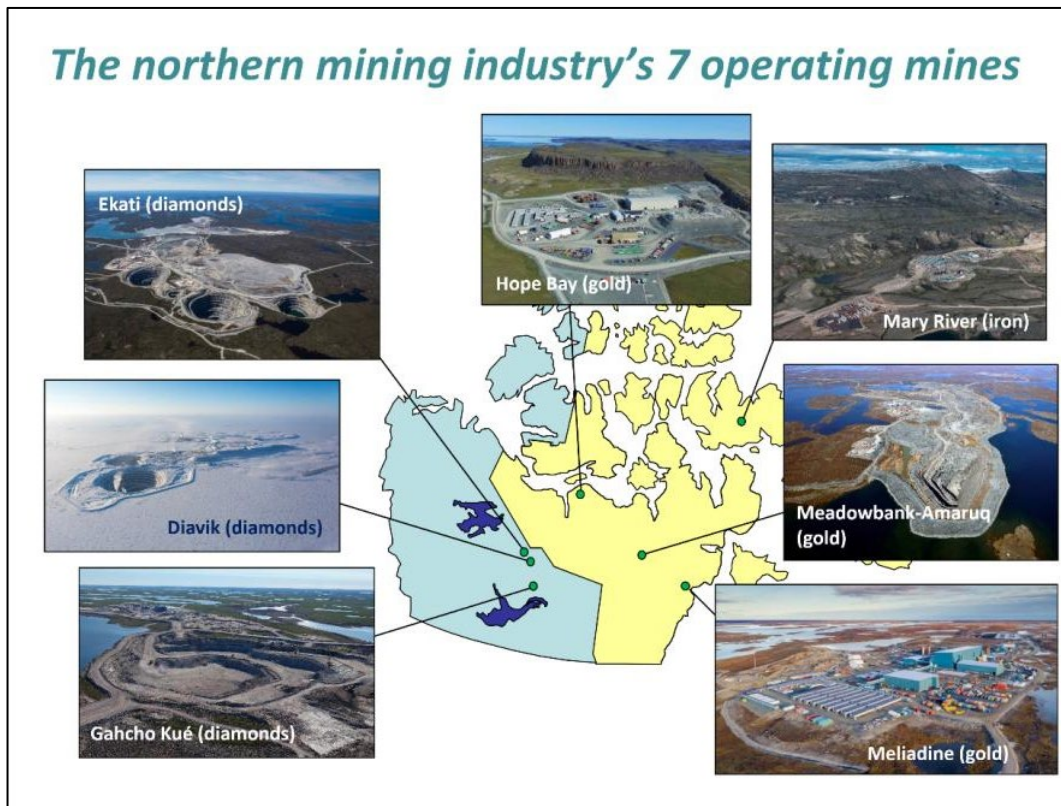 The northern mining industry's 7 operating mines
Ekati (diamonds)
Hope Bay (gold)
Mary River (iron)
Diavik (diamonds)
Meadowbank-Amaruq
(gold)
Gahcho Kué (diamonds)
Meliadine (gold)